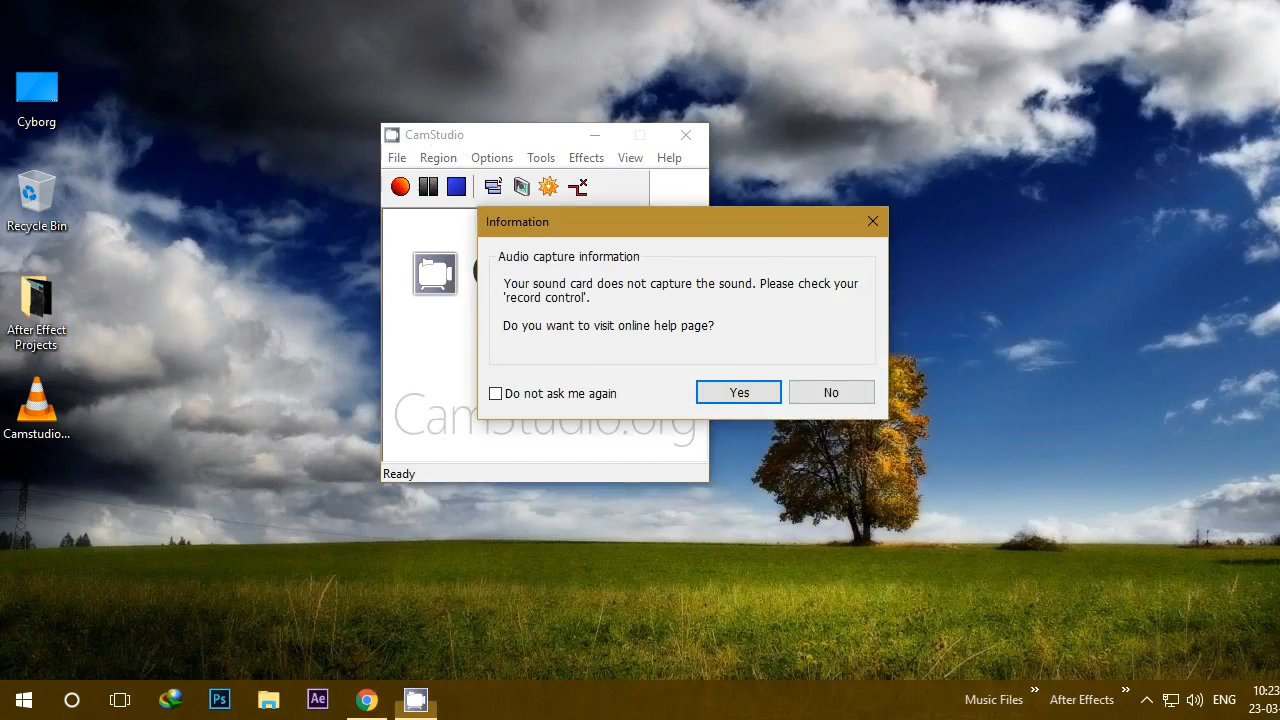 Cyborg
Recycle Bin
After Effect
Projects
Camstudio...
CamStudio
File Region Options Tools Effects View Help
Information
Audio capture information
Your sound card does not capture the sound. Please check your
'record control'.
Do you want to visit online help page?
Do not ask me again
Yes
No
CamStudio.org
Ready
Ps
Ae
Music Files
»
After Effects
»
ENG
10:23
23-03-